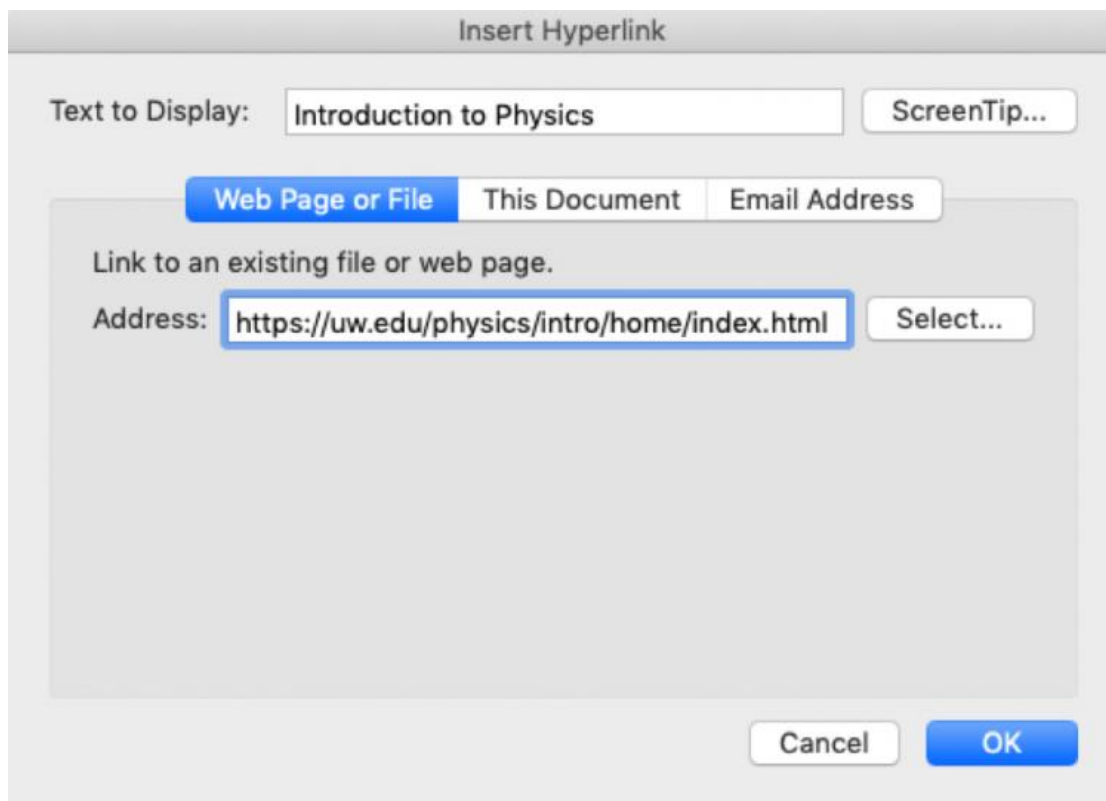 Insert Hyperlink
Text to Display: Introduction to Physics ScreenTip...
Web Page or File This Document Email Address
Link to an existing file or web page.
Address: https://uw.edu/physics/intro/home/index.html Select...
Cancel OK